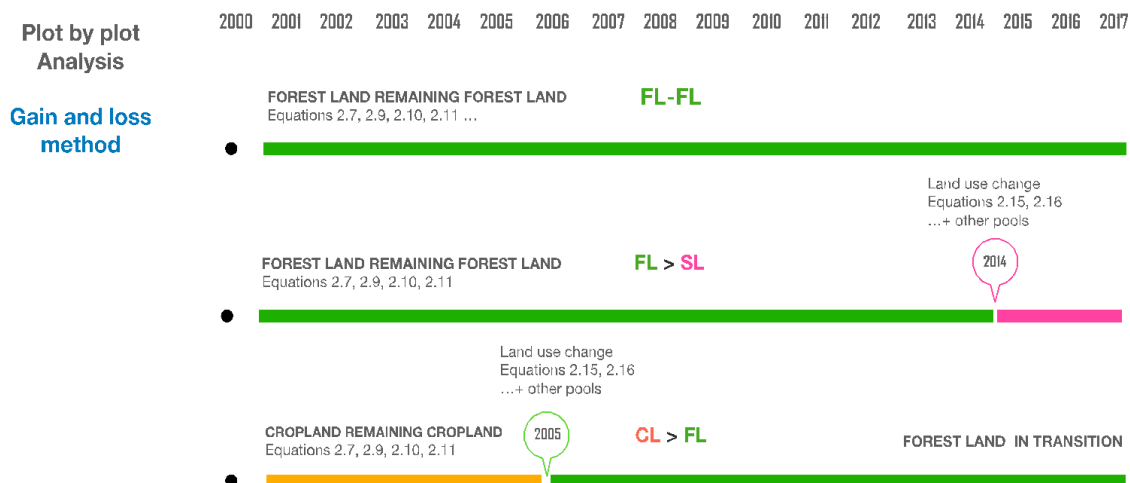 Plot by plot
Analysis
Gain and loss
method
2000 2001 2002 2003 2004 2005 2006 2007 2008 2009 2010 2011 2012 2013 2014 2015 2016 2017
FOREST LAND REMAINING FOREST LAND
Equations 2.7, 2.9, 2.10, 2.11 ...
FL-FL
Land use change
Equations 2.15, 2.16
...+ other pools
FOREST LAND REMAINING FOREST LAND
Equations 2.7, 2.9, 2.10, 2.11
FL > SL
2014
Land use change
Equations 2.15, 2.16
...+ other pools
CROPLAND REMAINING CROPLAND
Equations 2.7, 2.9, 2.10, 2.11
2005
CL > FL
FOREST LAND IN TRANSITION